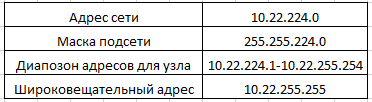 Адрес сети 10.22.224.0
Маска подсети 255.255.224.0
Диапозон адресов для узла 10.22.224.1-10.22.255.254
Широковещательный адрес 10.22.255.255